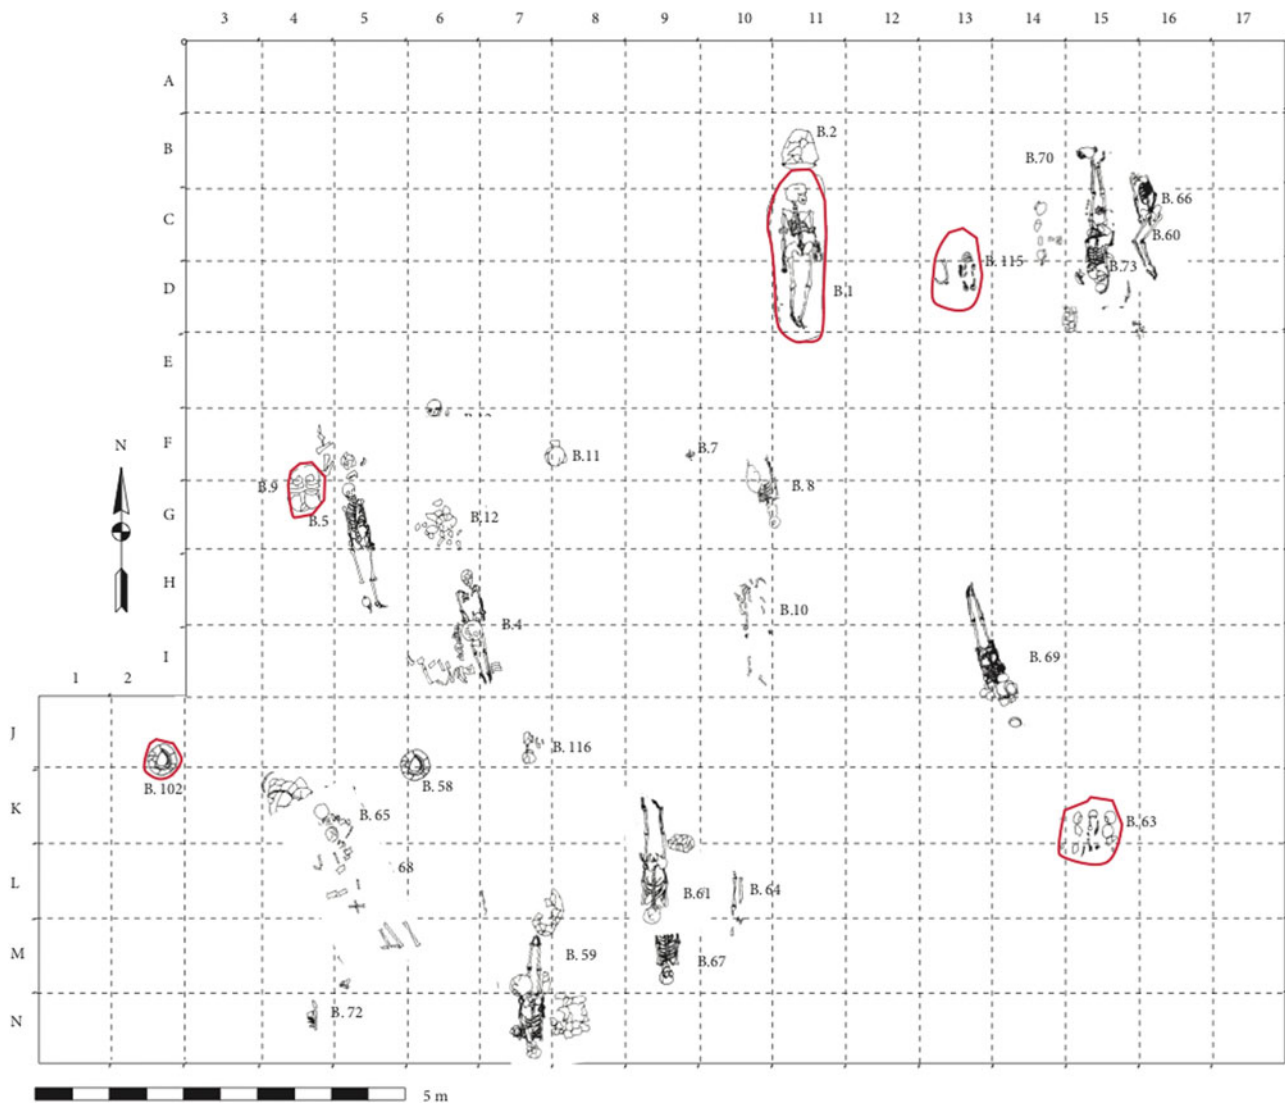 3 4 5 6 7 8 9 10 11 12 13 14 15 16 17
A
B.2
B
B.70
C
B. 66
B.60
B. 115
B.73
D
B.1
E
F
N
B.11
B.7
B.9
B. 8
G
B.5
B.12
H
B.10
B.4
I
B. 69
1 2
J
B. 116
B. 102
B. 58
K
B. 65
B. 63
68
L
B.61
B. 64
M
B. 59
B.67
N
B. 72
5 m